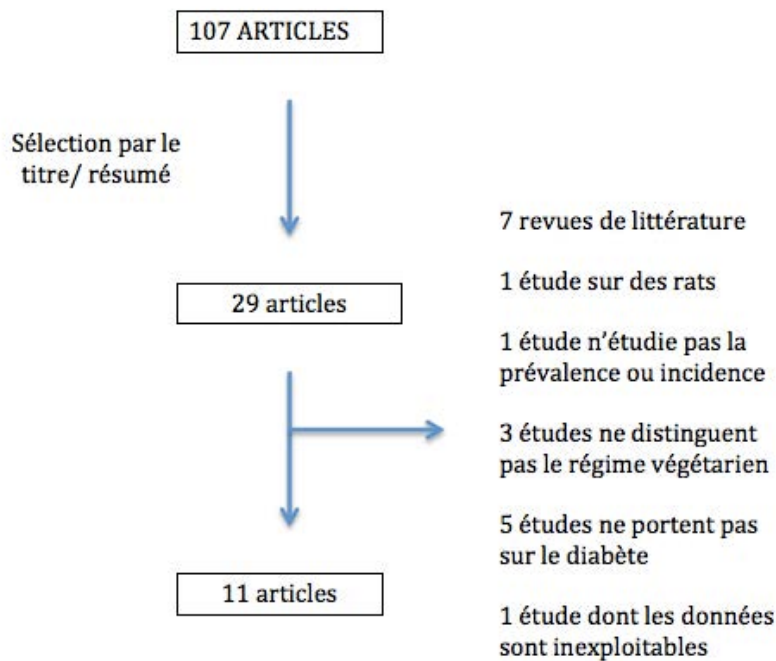 107 ARTICLES
Sélection par le
titre/ résumé
29 articles
7 revues de littérature
1 étude sur des rats
1 étude n’étudie pas la
prévalence ou incidence
3 études ne distinguent
pas le régime végétarien
5 études ne portent pas
sur le diabète
1 étude dont les données
sont inexploitables
11 articles